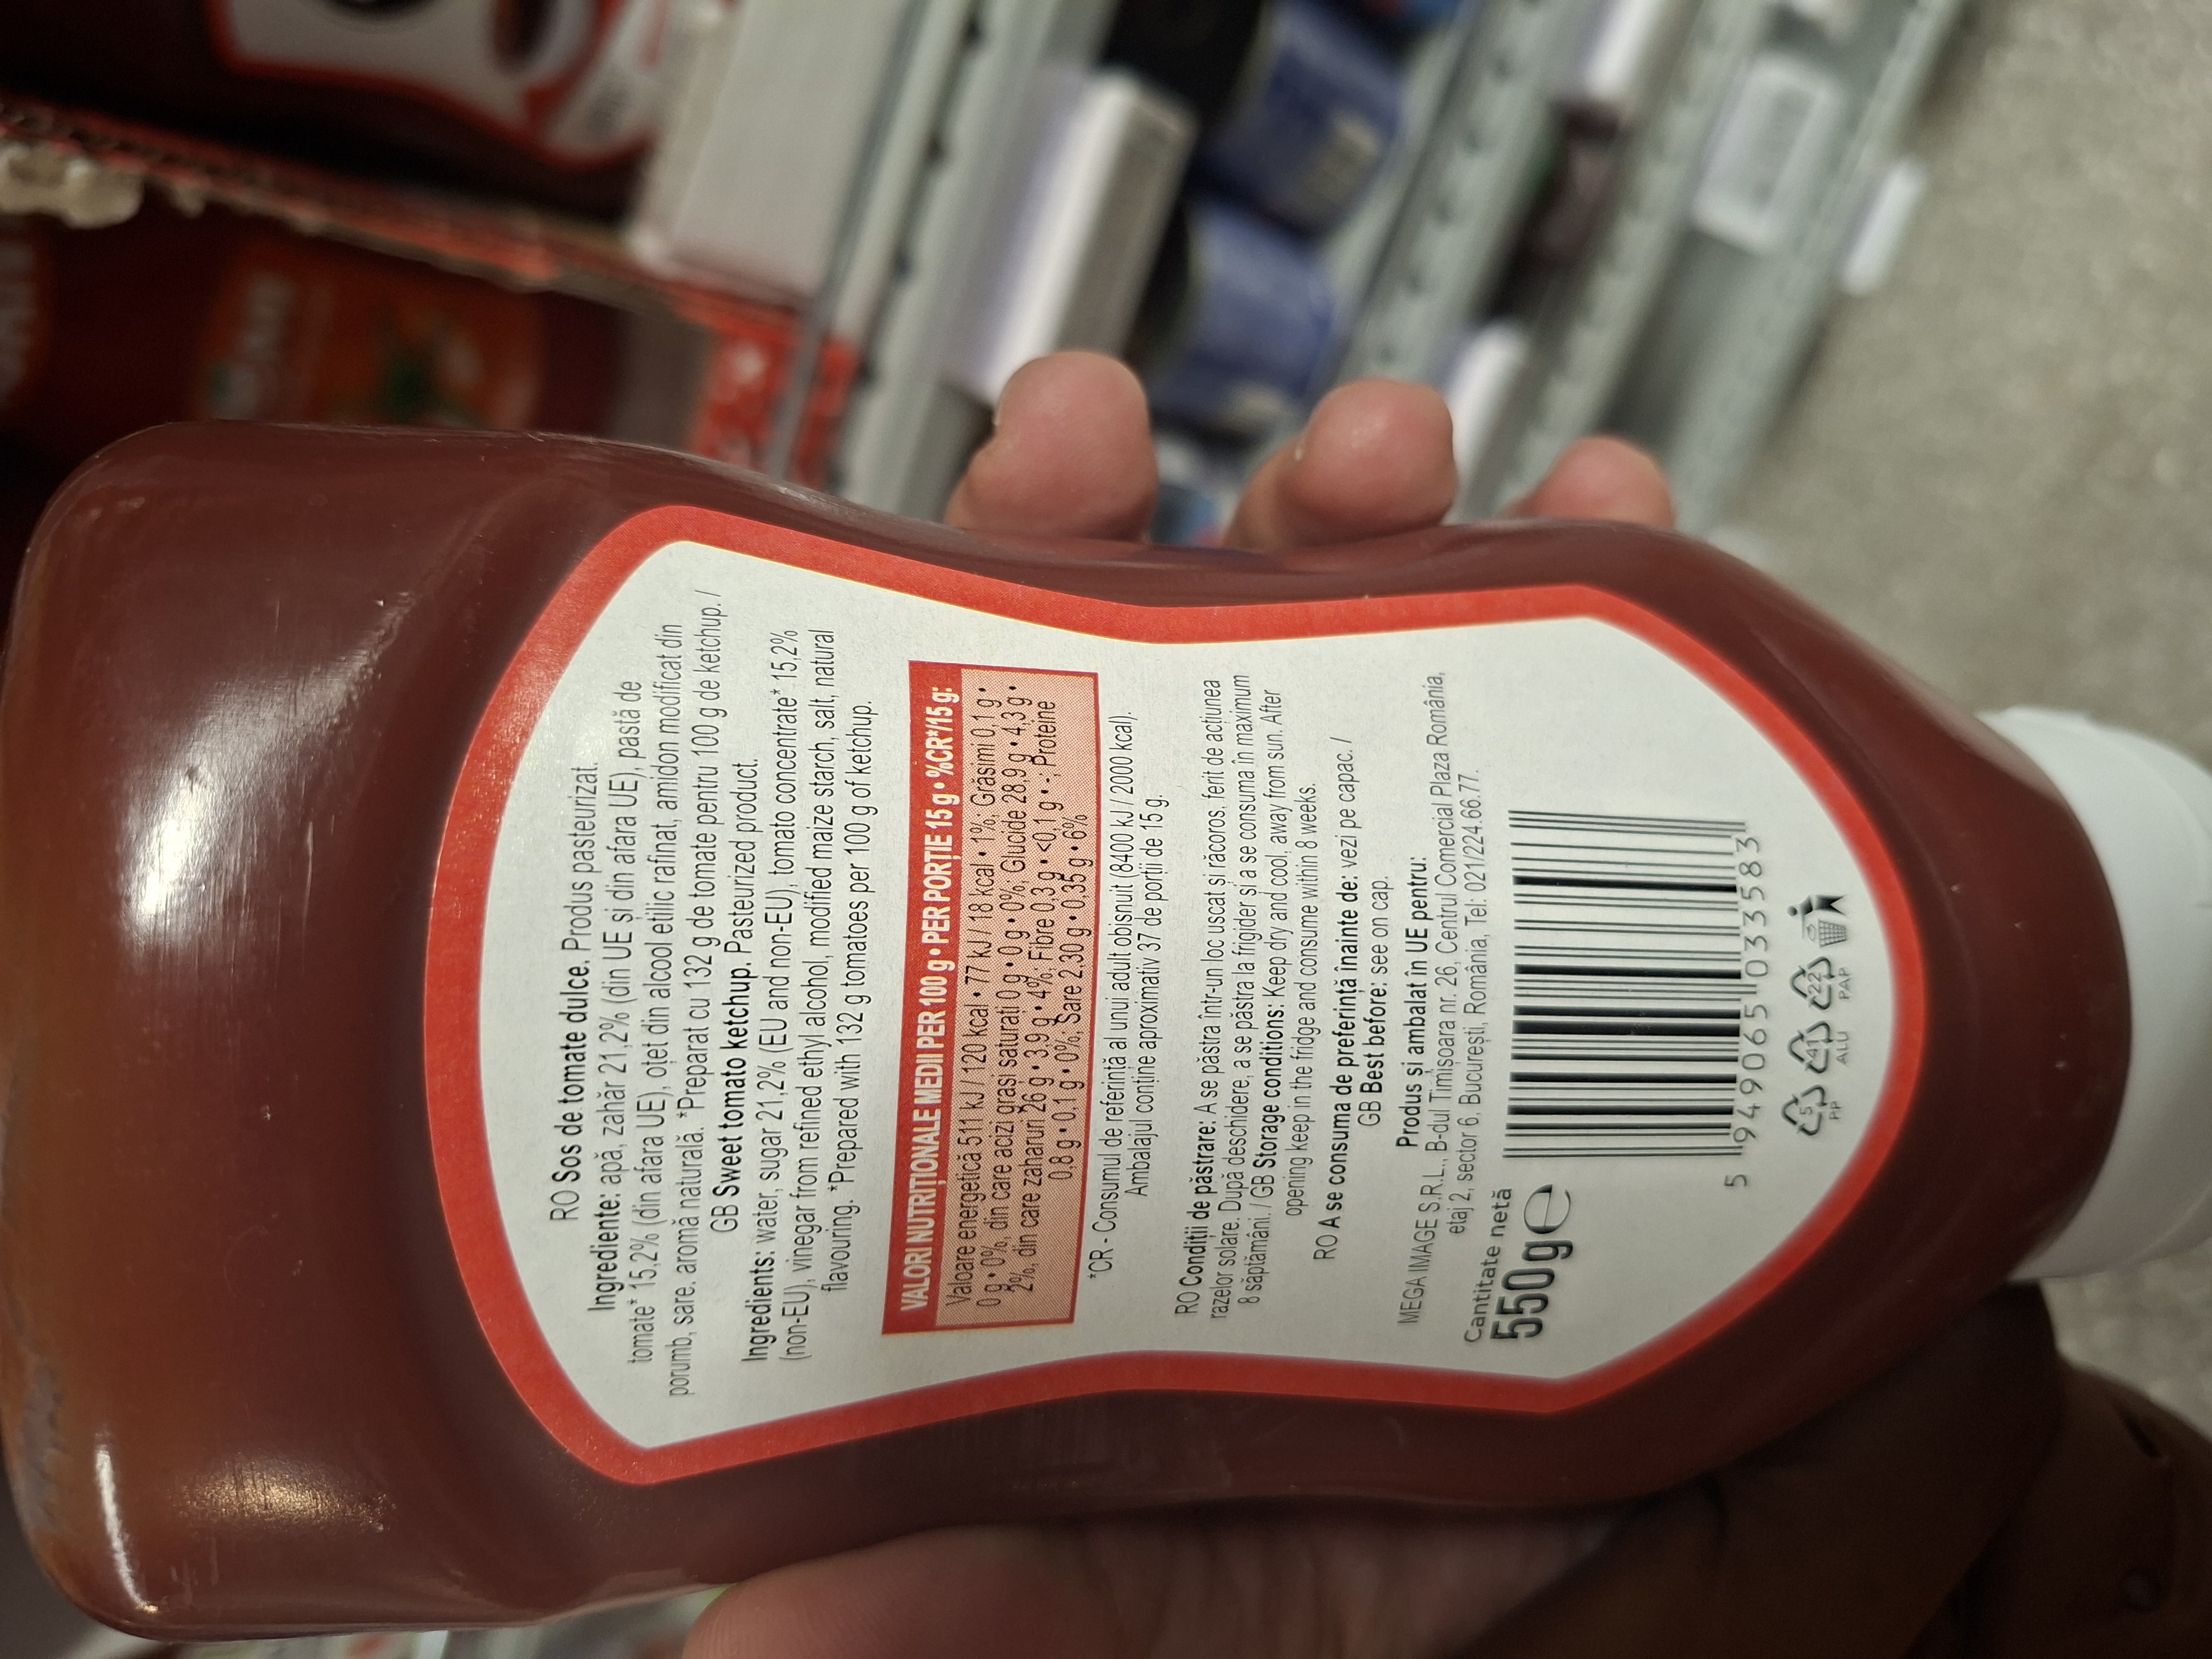 RO Sos de tomate dulce. Produs pasteurizat.
Ingrediente: apă, zahăr 21,2% (din UE și din afara UE), pastă de
tomate* 15,2% (din afara UE), oțet din alcool etilic rafinat, amidon modificat din
porumb, sare, aromă naturală. *Preparat cu 132 g de tomate pentru 100 g de ketchup. /
GB Sweet tomato ketchup. Pasteurized product.
Ingredients: water, sugar 21,2% (EU and non-EU), tomato concentrate* 15,2%
(non-EU), vinegar from refined ethyl alcohol, modified maize starch, salt, natural
flavouring. *Prepared with 132 g tomatoes per 100 g of ketchup.
VALORI NUTRIȚIONALE MEDII PER 100 g • PER PORȚIE 15 g • %CR*/15 g:
Valoare energetică 511 kJ / 120 kcal • 77 kJ / 18 kcal • 1%; Grăsimi 0,1 g •
0 g • 0%, din care acizi grași saturați 0 g • 0 g • 0%; Glucide 28,9 g • 4,3 g •
2%, din care zaharuri 26 g • 3,9 g • 4%; Fibre 0,3 g • <0,1 g • -; Proteine
0,8 g • 0,1 g • 0%; Sare 2,30 g • 0,35 g • 6%
*CR - Consumul de referință al unui adult obisnuit (8400 kJ / 2000 kcal).
Ambalajul conține aproximativ 37 de porții de 15 g.
RO Condiții de păstrare: A se păstra într-un loc uscat și răcoros, ferit de acțiunea
razelor solare. După deschidere, a se păstra la frigider și a se consuma în maximum
8 săptămâni. / GB Storage conditions: Keep dry and cool, away from sun. After
opening keep in the fridge and consume within 8 weeks.
RO A se consuma de preferință înainte de: vezi pe capac. /
GB Best before: see on cap.
Produs și ambalat în UE pentru:
MEGA IMAGE S.R.L., B-dul Timișoara nr. 26, Centrul Comercial Plaza România,
etaj 2, sector 6, București, România, Tel: 021/224.66.77.
Cantitate netă
550g ℮
5 949065 033583
5 41 22
PP ALU PAP